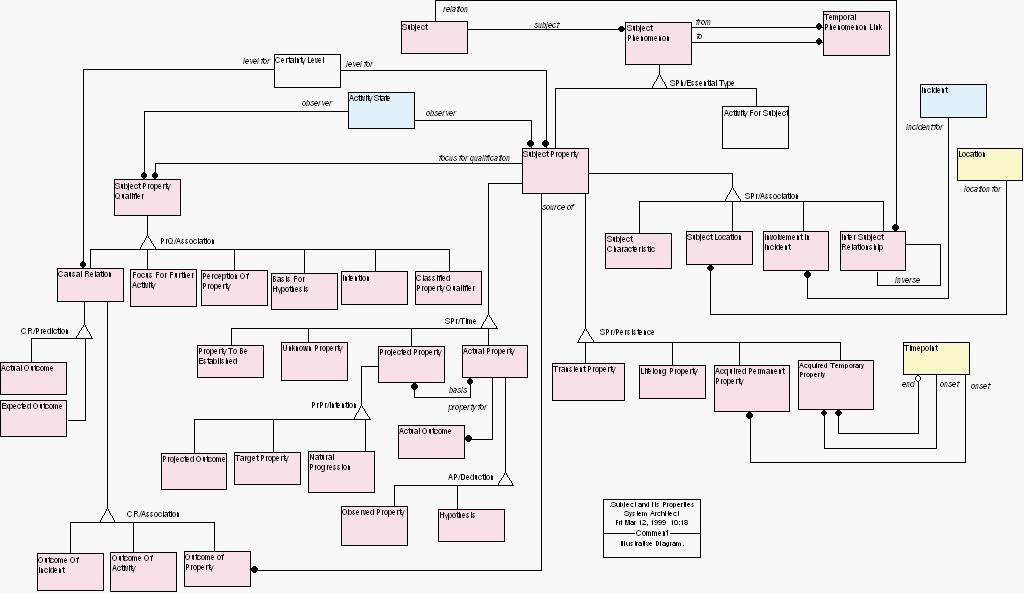 relation
Subject
subject
Subject
Phenomenon
from
to
Temporal
Phenomenon Link
level for
Certainty Level
level for
SPh/Essential Type
observer
Activity State
observer
Activity For Subject
Incident
incident for
focus for qualification
Subject Property
Location
location for
Subject Property
Qualifier
source of
SPr/Association
PrQ/Association
Subject
Characteristic
Subject Location
Involvement In
Incident
Inter Subject
Relationship
inverse
Causal Relation
Focus For Further
Activity
Perception Of
Property
Basis For
Hypothesis
Intention
Classified
Property Qualifier
CR/Prediction
SPr/Time
SPr/Persistence
Actual Outcome
Expected Outcome
Property To Be
Established
Unknown Property
Projected Property
Actual Property
basis
property for
Transient Property
Lifelong Property
Acquired Permanent
Property
Acquired Temporary
Property
Timepoint
end
onset
onset
PrPr/Intention
Actual Outcome
Projected Outcome
Target Property
Natural
Progression
AP/Deduction
Observed Property
Hypothesis
CR/Association
Outcome Of
Incident
Outcome Of
Activity
Outcome of
Property
.Subject and Its Properties
System Architect
Fri Mar 12, 1999 10:18
Comment
Illustrative Diagram.